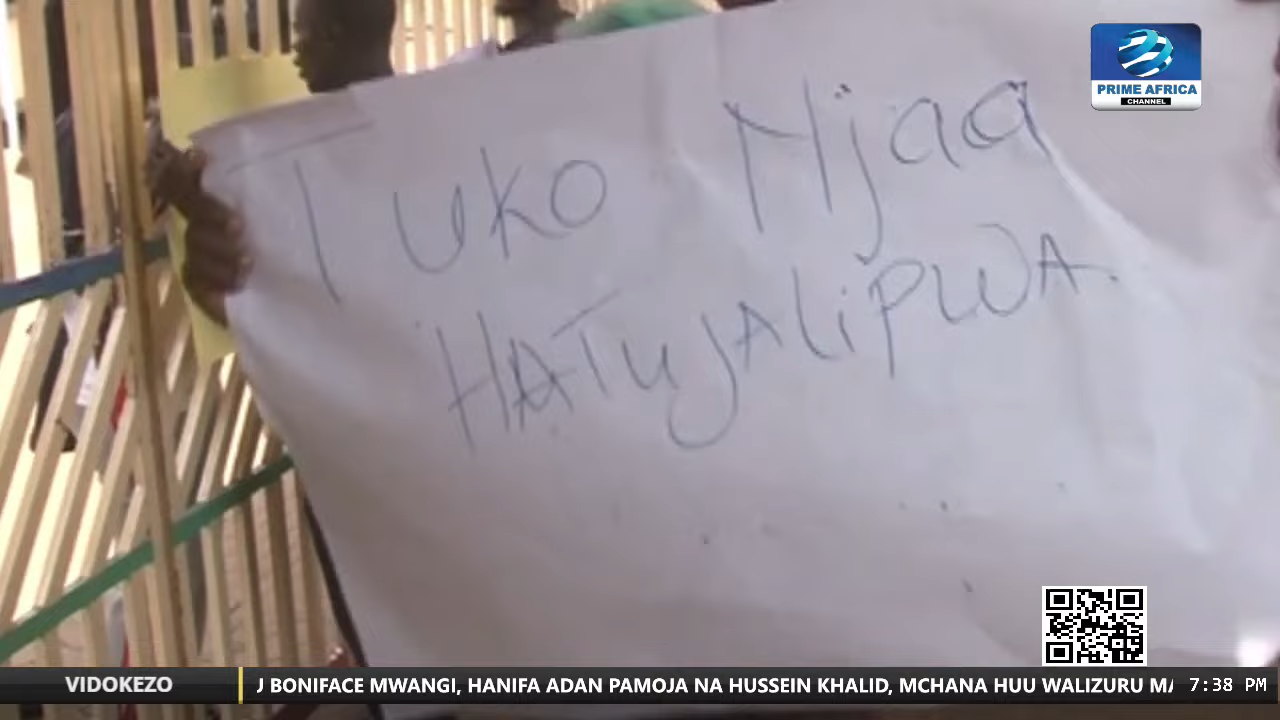 PRIME AFRICA
CHANNEL
Tuko Njaa
HATUJALIPWA.
VIDOKEZO
BONIFACE MWANGI, HANIFA ADAN PAMOJA NA HUSSEIN KHALID, MCHANA HUU WALIZURU
7:38 PM